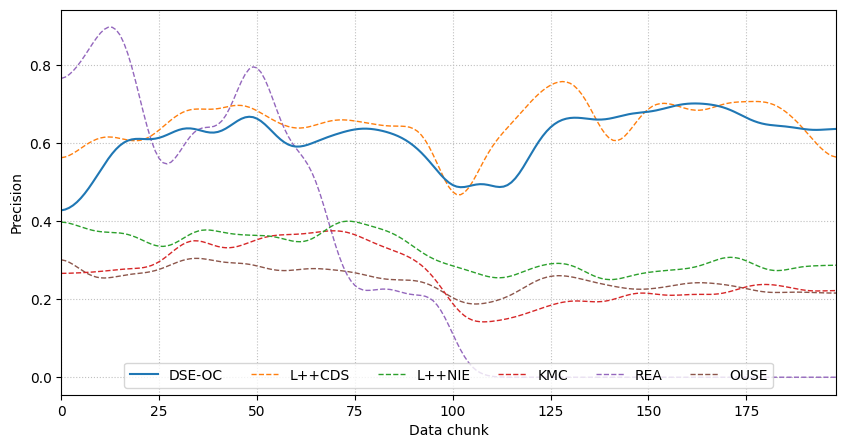 Precision
0.8
0.6
0.4
0.2
0.0
DSE-OC L++CDS L++NIE KMC REA OUSE
0 25 50 75 100 125 150 175
Data chunk